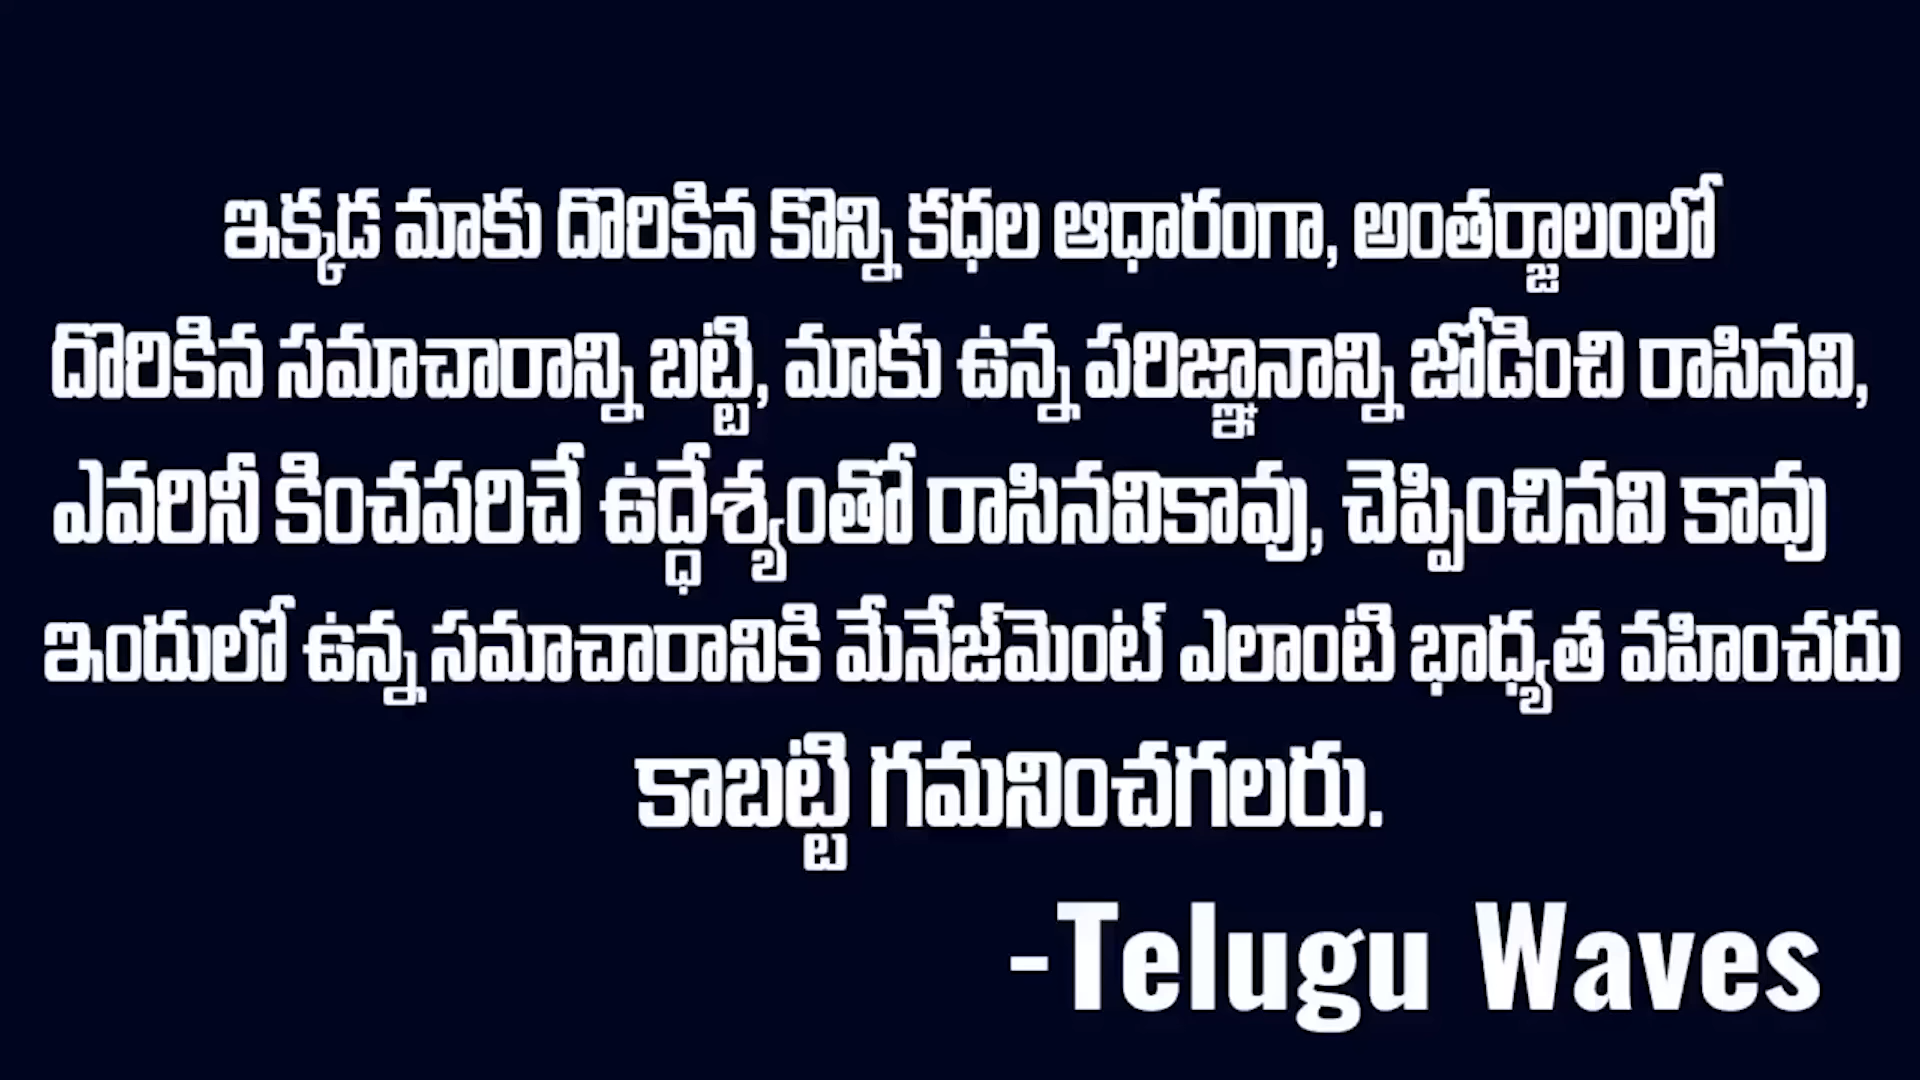 ఇక్కడ మాకు దొరికిన కొన్ని కధల ఆధారంగా, అంతర్జాలంలో
దొరికిన సమాచారాన్ని బట్టి, మాకు ఉన్న పరిజ్ఞానాన్ని జోడించి రాసినవి,
ఎవరినీ కించపరిచే ఉద్ధేశ్యంతో రాసినవికావు, చెప్పించినవి కావు
ఇందులో ఉన్న సమాచారానికి మేనేజ్‌మెంట్ ఎలాంటి భాధ్యత వహించదు
కాబట్టి గమనించగలరు.
-Telugu Waves